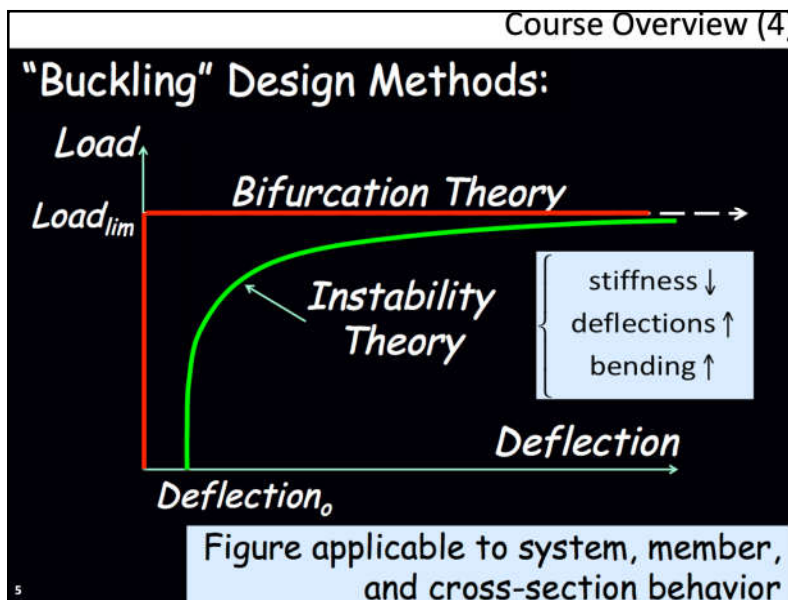 Course Overview (4)
“Buckling” Design Methods:
Load
Bifurcation Theory
Load_lim
Instability
Theory
stiffness ↓
deflections ↑
bending ↑
Deflection
Deflection_o
Figure applicable to system, member,
and cross-section behavior
5